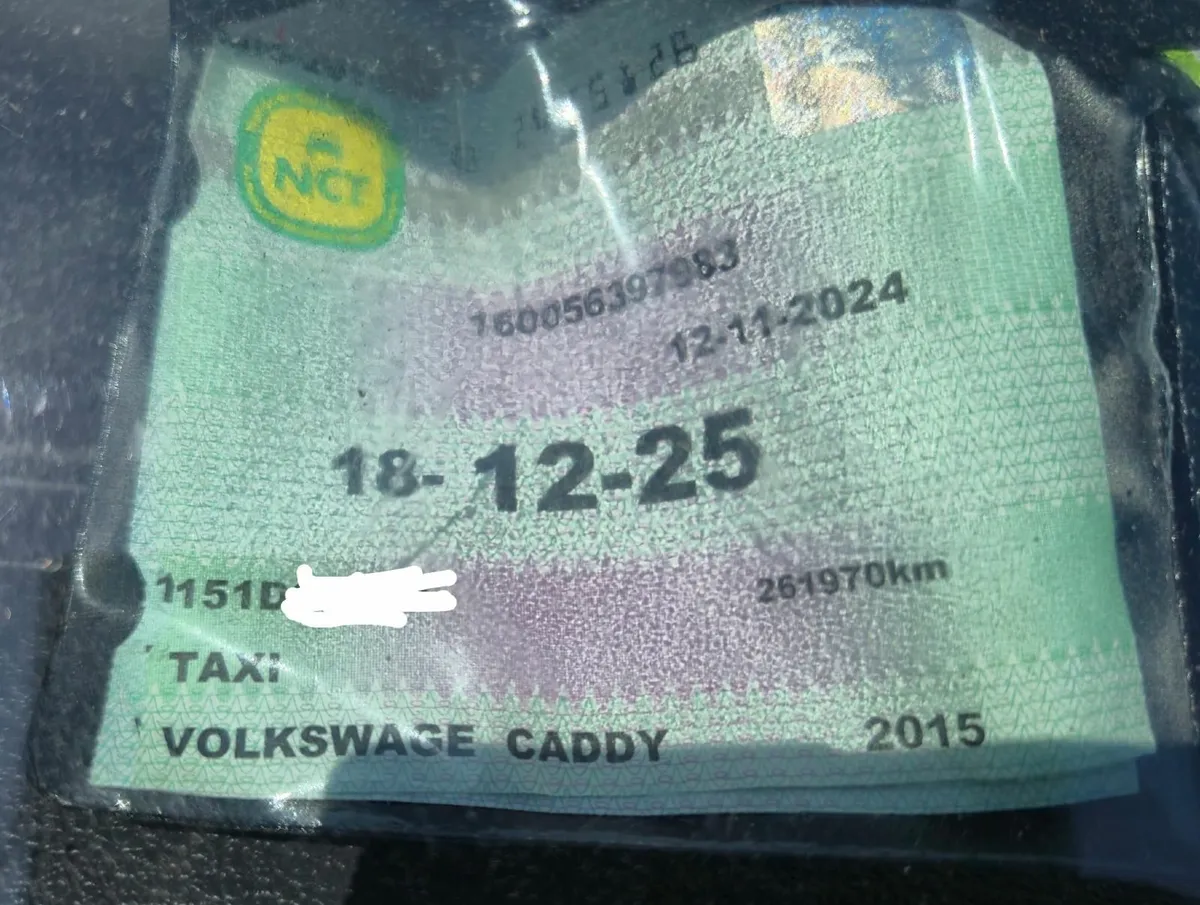 NCT
160056397983
12-11-2024
18-12-25
1151D
261970km
TAXI
VOLKSWAGE CADDY 2015